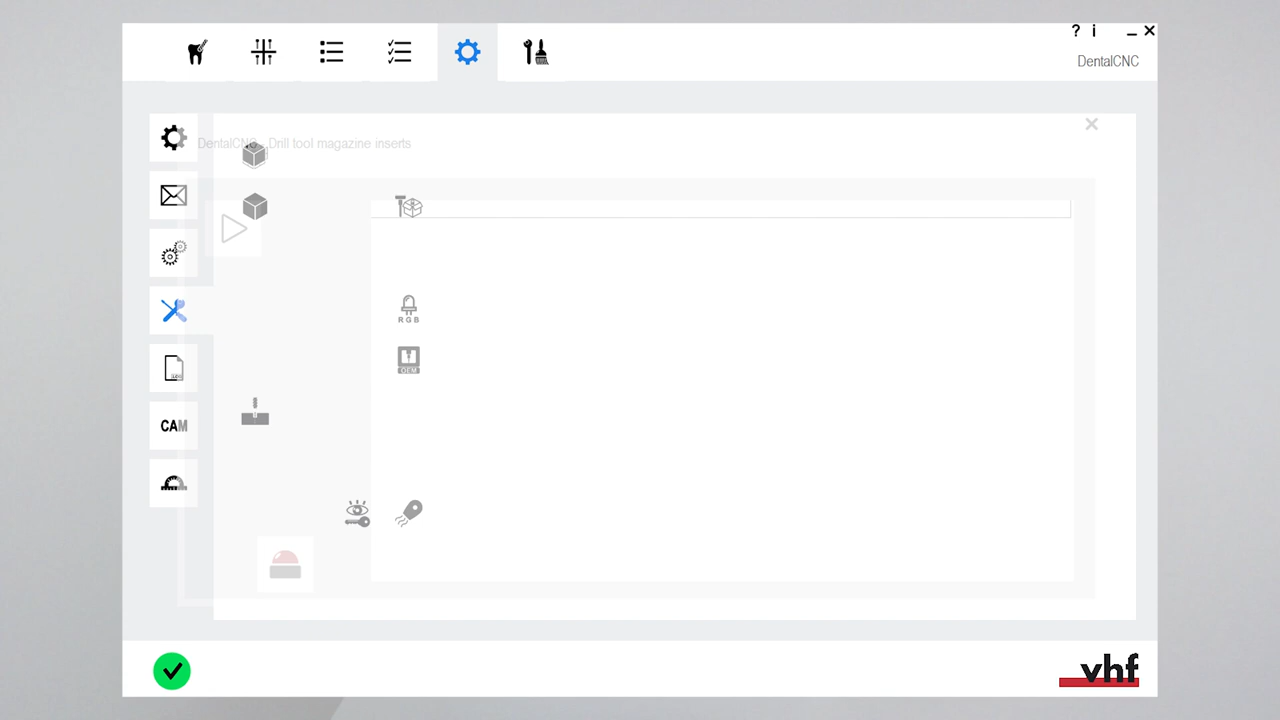 ? i
DentalCNC
DentalCNC - Drill tool magazine inserts
RGB
OEM
CAM
vhf